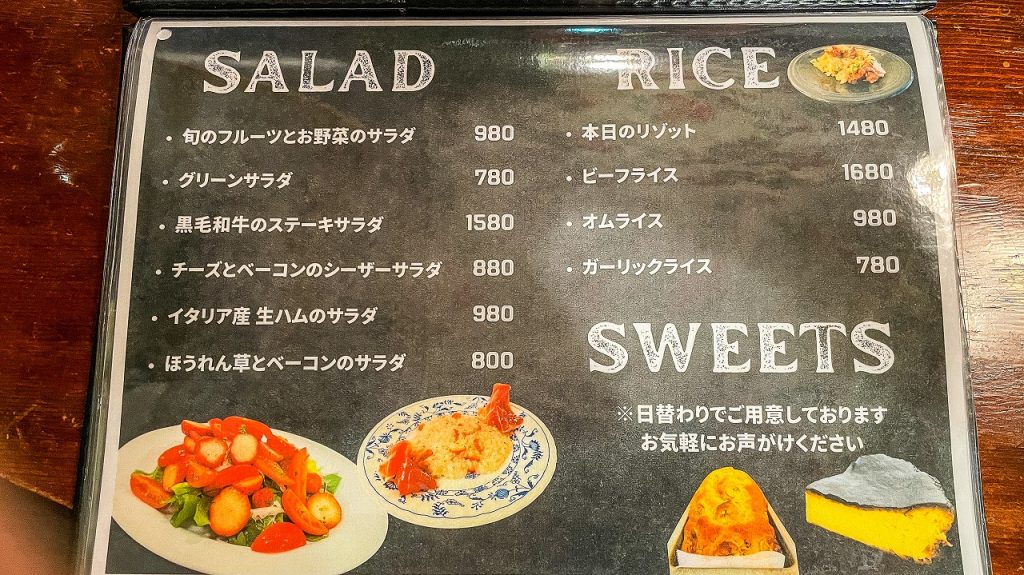 SALAD
・旬のフルーツとお野菜のサラダ 980
・グリーンサラダ 780
・黒毛和牛のステーキサラダ 1580
・チーズとベーコンのシーザーサラダ 880
・イタリア産 生ハムのサラダ 980
・ほうれん草とベーコンのサラダ 800
RICE
・本日のリゾット 1480
・ビーフライス 1680
・オムライス 980
・ガーリックライス 780
SWEETS
※日替わりでご用意しております
お気軽にお声がけください